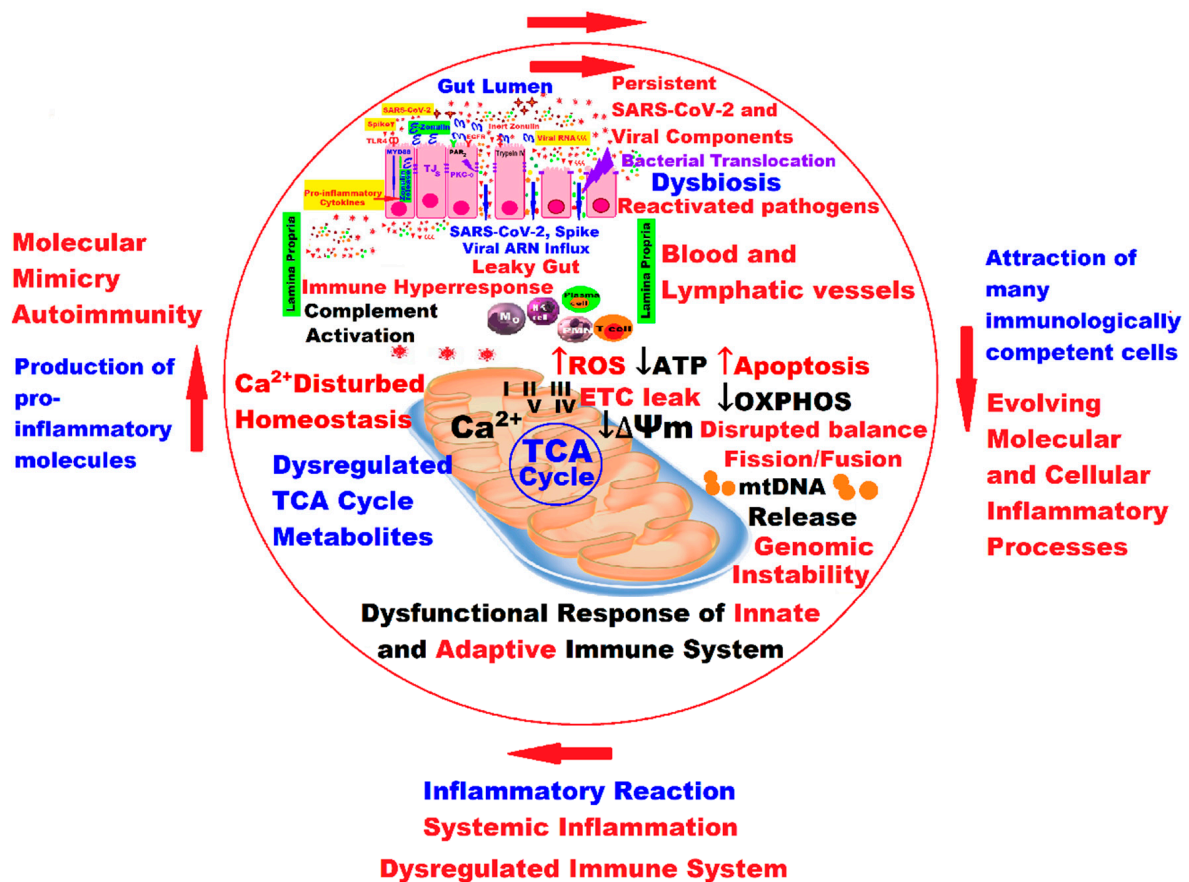 Gut Lumen
Persistent
SARS-CoV-2 and
Viral Components
SARS-CoV-2
Spike
TLR4
Zonulin
EGFR
Inert Zonulin
Viral RNA
MYD88
Zonulin
release
TJs
PAR2
PKC-
Trypsin IV
Bacterial Translocation
Dysbiosis
Reactivated pathogens
Pro-inflammatory
Cytokines
Lamina Propria
SARS-CoV-2, Spike
Viral ARN Influx
Leaky Gut
Lamina Propria
Blood and
Lymphatic vessels
Immune Hyperresponse
Complement
Activation
Plasma
cell
cell
PMN
T cell
Molecular
Mimicry
Autoimmunity
Production of
pro-
inflammatory
molecules
Attraction of
many
immunologically
competent cells
Evolving
Molecular
and Cellular
Inflammatory
Processes
↑ROS ↓ATP ↑Apoptosis
Ca2+Disturbed
Homeostasis
I II III
V IV
ETC leak
↓OXPHOS
Ca2+
↓ΔΨm
Disrupted balance
Fission/Fusion
TCA
Cycle
Dysregulated
TCA Cycle
Metabolites
mtDNA
Release
Genomic
Instability
Dysfunctional Response of Innate
and Adaptive Immune System
Inflammatory Reaction
Systemic Inflammation
Dysregulated Immune System